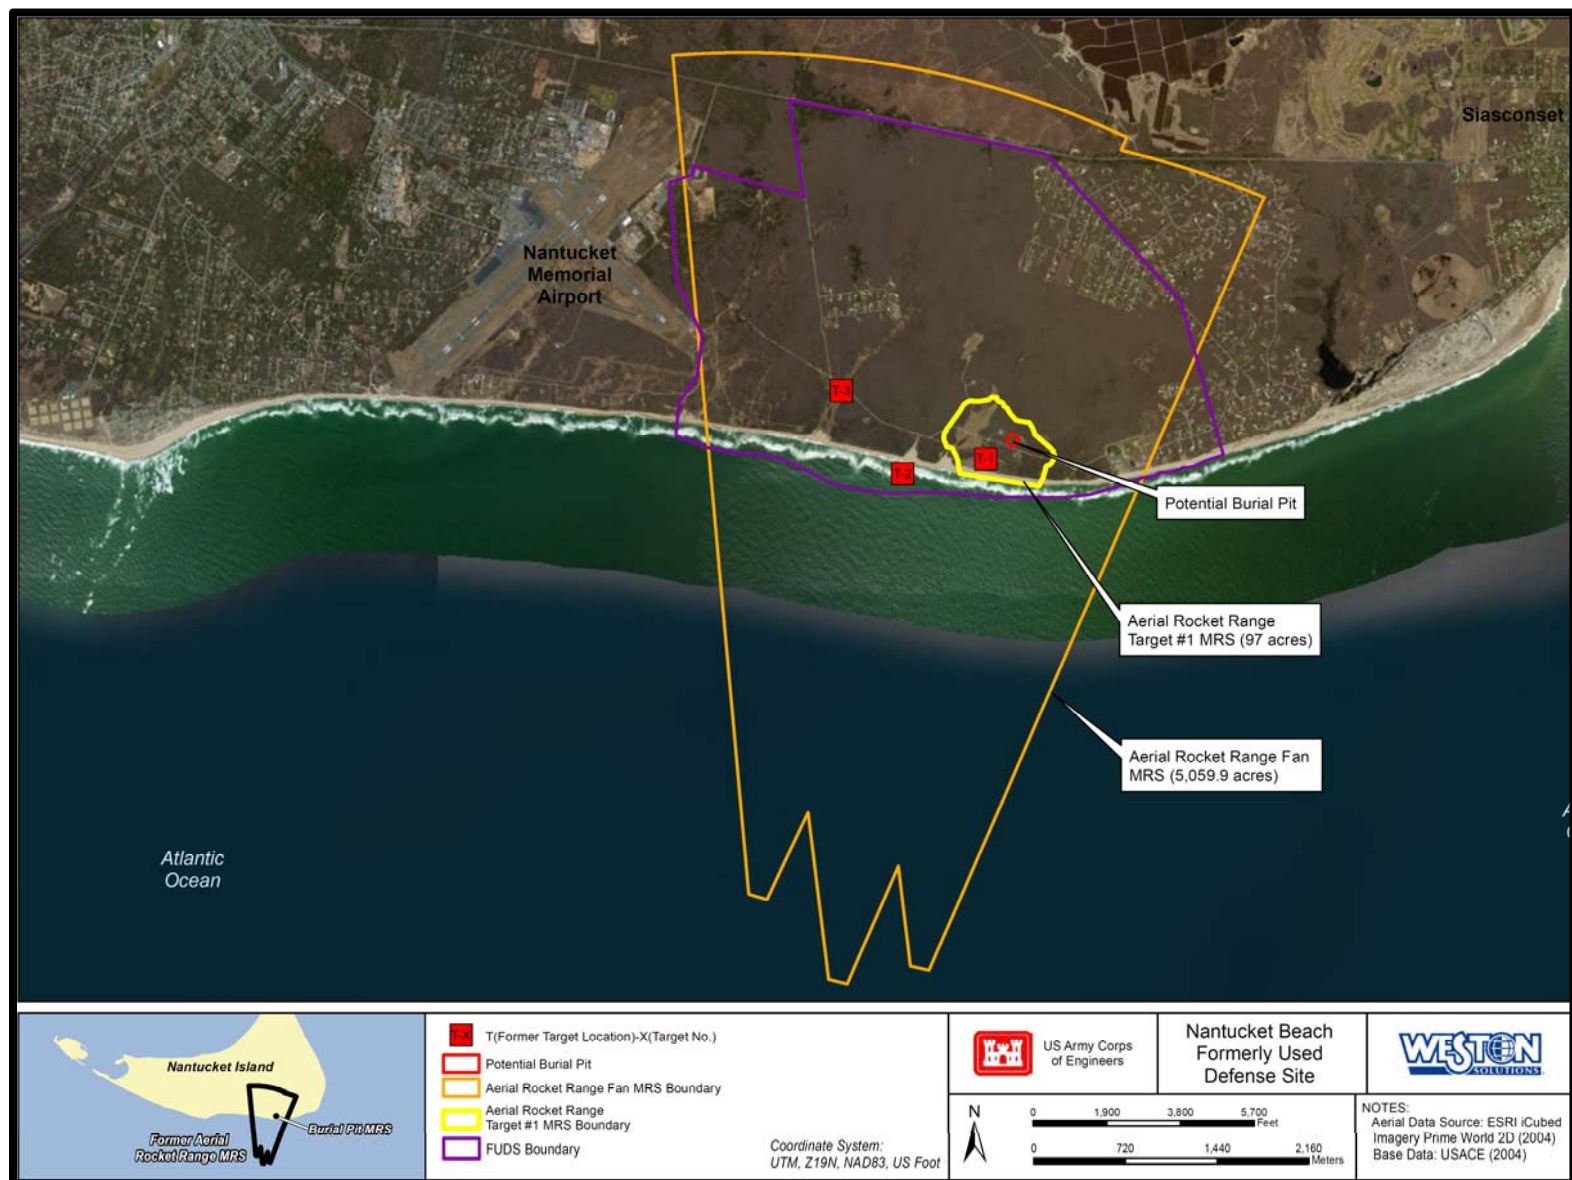 Siasconset
Nantucket
Memorial
Airport
T-3
T-1
T-2
Potential Burial Pit
Aerial Rocket Range
Target #1 MRS (97 acres)
Aerial Rocket Range Fan
MRS (5,059.9 acres)
Atlantic
Ocean
Nantucket Island
Burial Pit MRS
Former Aerial
Rocket Range MRS
T-X
T(Former Target Location)-X(Target No.)
Potential Burial Pit
Aerial Rocket Range Fan MRS Boundary
Aerial Rocket Range
Target #1 MRS Boundary
FUDS Boundary
Coordinate System:
UTM, Z19N, NAD83, US Foot
US Army Corps
of Engineers
Nantucket Beach
Formerly Used
Defense Site
WESTON
SOLUTIONS
N
0 1,900 3,800 5,700
Feet
0 720 1,440 2,160
Meters
NOTES:
Aerial Data Source: ESRI iCubed
Imagery Prime World 2D (2004)
Base Data: USACE (2004)